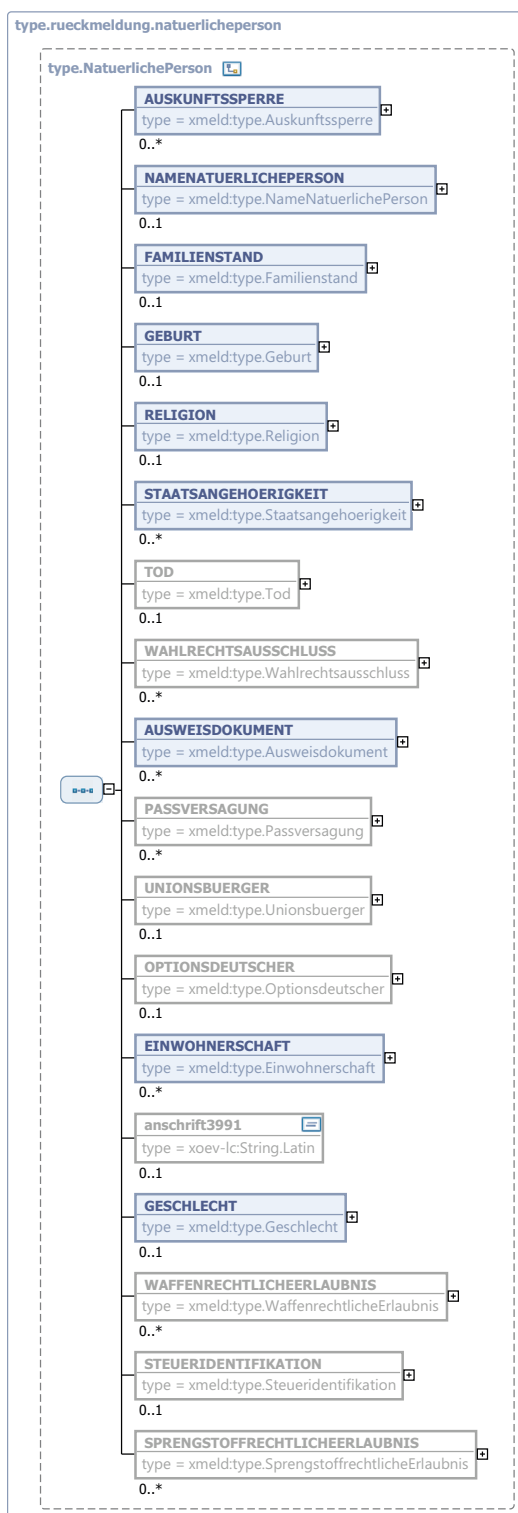 type.rueckmeldung.natuerlicheperson
type.NatuerlichePerson
AUSKUNFTSSPERRE
type = xmeld:type.Auskunftssperre
0..*
NAMENATUERLICHEPERSON
type = xmeld:type.NameNatuerlichePerson
0..1
FAMILIENSTAND
type = xmeld:type.Familienstand
0..1
GEBURT
type = xmeld:type.Geburt
0..1
RELIGION
type = xmeld:type.Religion
0..1
STAATSANGEHOERIGKEIT
type = xmeld:type.Staatsangehoerigkeit
0..*
TOD
type = xmeld:type.Tod
0..1
WAHLRECHTSAUSSCHLUSS
type = xmeld:type.Wahlrechtsausschluss
0..*
AUSWEISDOKUMENT
type = xmeld:type.Ausweisdokument
0..*
PASSVERSAGUNG
type = xmeld:type.Passversagung
0..*
UNIONSBUERGER
type = xmeld:type.Unionsbuerger
0..1
OPTIONSDEUTSCHER
type = xmeld:type.Optionsdeutscher
0..1
EINWOHNERSCHAFT
type = xmeld:type.Einwohnerschaft
0..*
anschrift3991
type = xoev-lc:String.Latin
0..1
GESCHLECHT
type = xmeld:type.Geschlecht
0..1
WAFFENRECHTLICHEERLAUBNIS
type = xmeld:type.WaffenrechtlicheErlaubnis
0..*
STEUERIDENTIFIKATION
type = xmeld:type.Steueridentifikation
0..1
SPRENGSTOFFRECHTLICHEERLAUBNIS
type = xmeld:type.SprengstoffrechtlicheErlaubnis
0..*